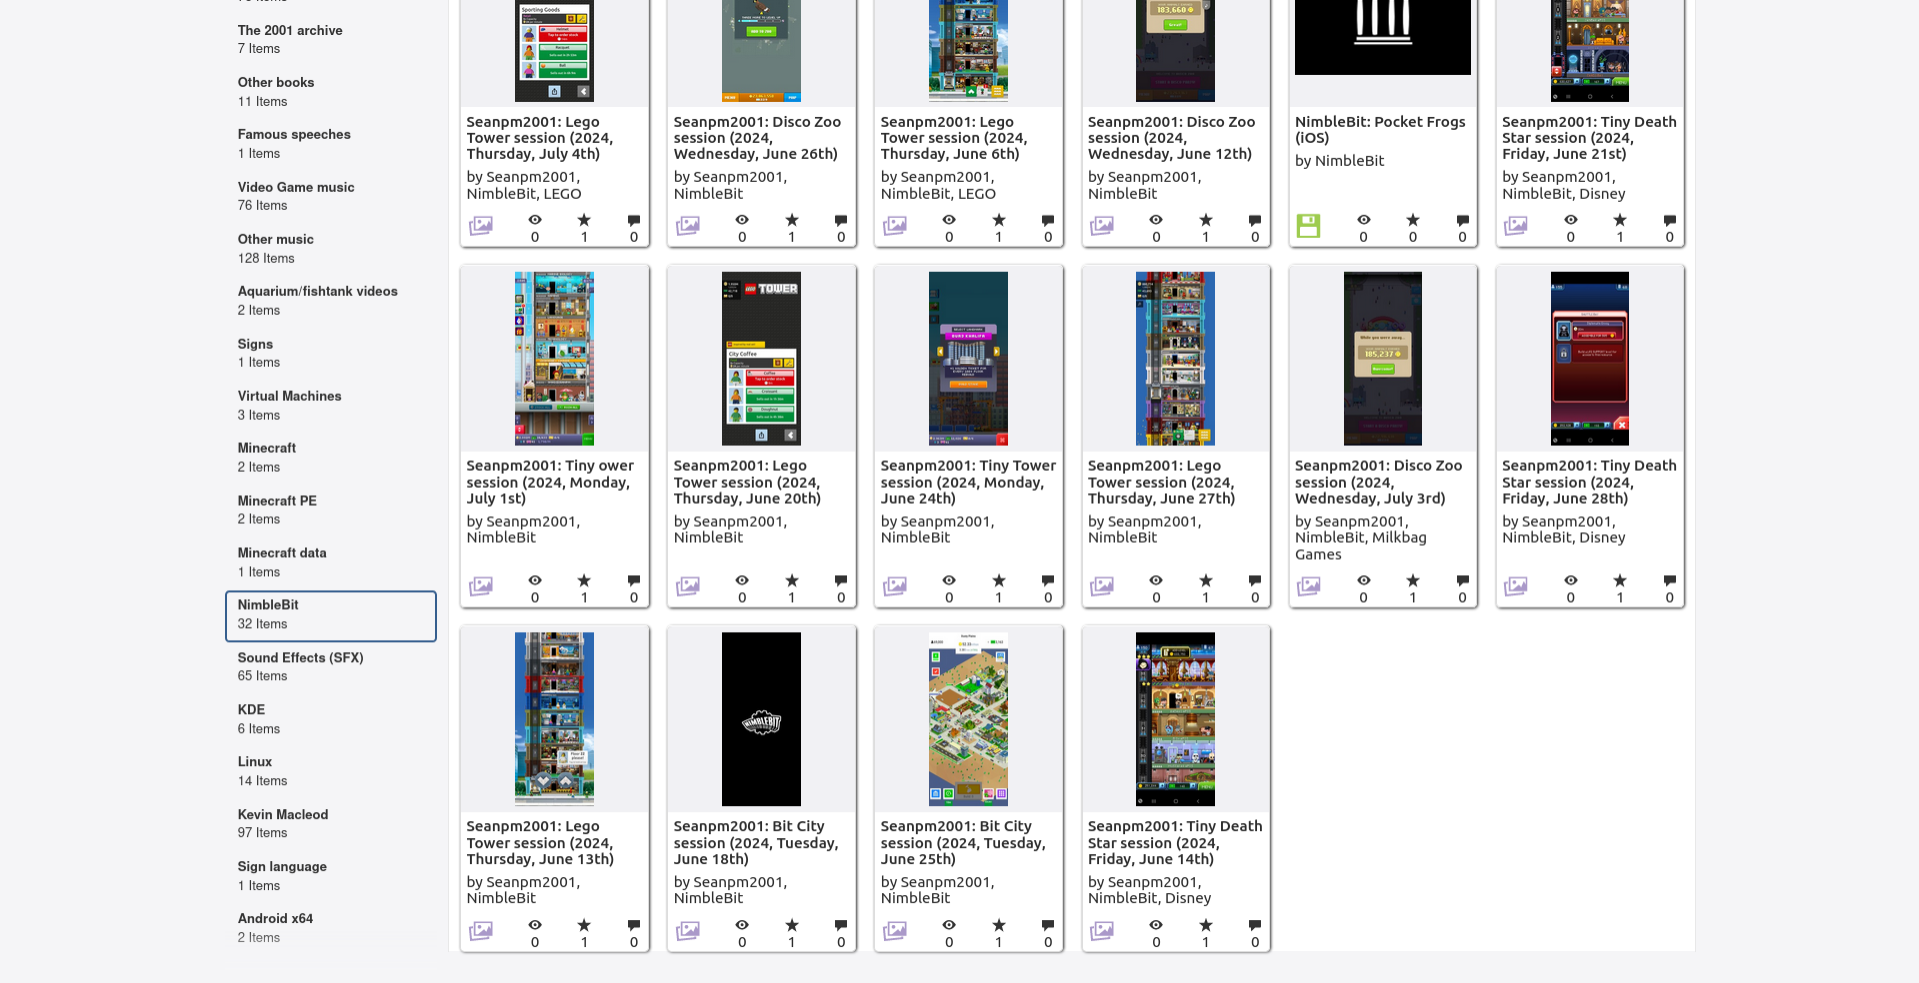 The 2001 archive
7 Items
Other books
11 Items
Famous speeches
1 Items
Video Game music
76 Items
Other music
128 Items
Aquarium/fishtank videos
2 Items
Signs
1 Items
Virtual Machines
3 Items
Minecraft
2 Items
Minecraft PE
2 Items
Minecraft data
1 Items
NimbleBit
32 Items
Sound Effects (SFX)
65 Items
KDE
6 Items
Linux
14 Items
Kevin Macleod
97 Items
Sign language
1 Items
Android x64
2 Items
Sporting Goods
Seanpm2001: Lego
Tower session (2024,
Thursday, July 4th)
by Seanpm2001,
NimbleBit, LEGO
0 1 0
Seanpm2001: Disco Zoo
session (2024,
Wednesday, June 26th)
by Seanpm2001,
NimbleBit
0 1 0
Seanpm2001: Lego
Tower session (2024,
Thursday, June 6th)
by Seanpm2001,
NimbleBit, LEGO
0 1 0
183,660
Seanpm2001: Disco Zoo
session (2024,
Wednesday, June 12th)
by Seanpm2001,
NimbleBit
0 1 0
NimbleBit: Pocket Frogs
(iOS)
by NimbleBit
0 0 0
Seanpm2001: Tiny Death
Star session (2024,
Friday, June 21st)
by Seanpm2001,
NimbleBit, Disney
0 1 0
Seanpm2001: Tiny ower
session (2024, Monday,
July 1st)
by Seanpm2001,
NimbleBit
0 1 0
TOWER
City Coffee
Seanpm2001: Lego
Tower session (2024,
Thursday, June 20th)
by Seanpm2001,
NimbleBit
0 1 0
Seanpm2001: Tiny Tower
session (2024, Monday,
June 24th)
by Seanpm2001,
NimbleBit
0 1 0
Seanpm2001: Lego
Tower session (2024,
Thursday, June 27th)
by Seanpm2001,
NimbleBit
0 1 0
While you were away...
185,237
Seanpm2001: Disco Zoo
session (2024,
Wednesday, July 3rd)
by Seanpm2001,
NimbleBit, Milkbag
Games
0 1 0
Seanpm2001: Tiny Death
Star session (2024,
Friday, June 28th)
by Seanpm2001,
NimbleBit, Disney
0 1 0
Seanpm2001: Lego
Tower session (2024,
Thursday, June 13th)
by Seanpm2001,
NimbleBit
0 1 0
NIMBLEBIT
Seanpm2001: Bit City
session (2024, Tuesday,
June 18th)
by Seanpm2001,
NimbleBit
0 1 0
Seanpm2001: Bit City
session (2024, Tuesday,
June 25th)
by Seanpm2001,
NimbleBit
0 1 0
Seanpm2001: Tiny Death
Star session (2024,
Friday, June 14th)
by Seanpm2001,
NimbleBit, Disney
0 1 0